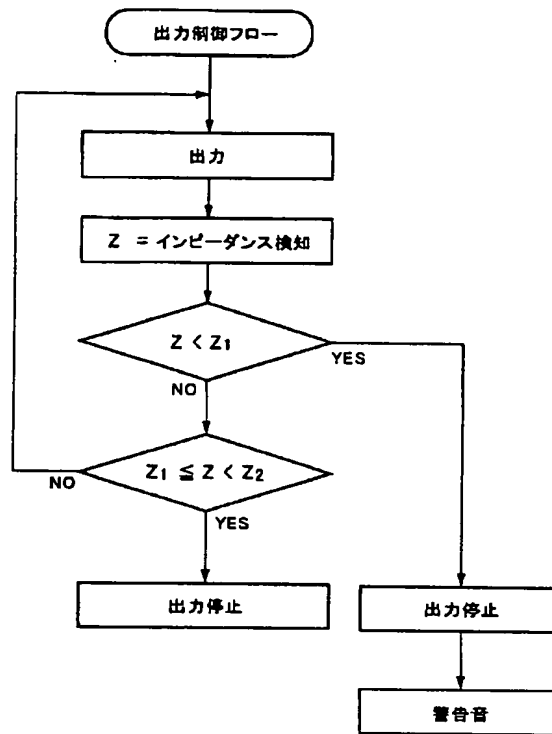 出力制御フロー
出力
Z = インピーダンス検知
Z < Z1
YES
NO
Z1 ≦ Z < Z2
NO
YES
出力停止
出力停止
警告音